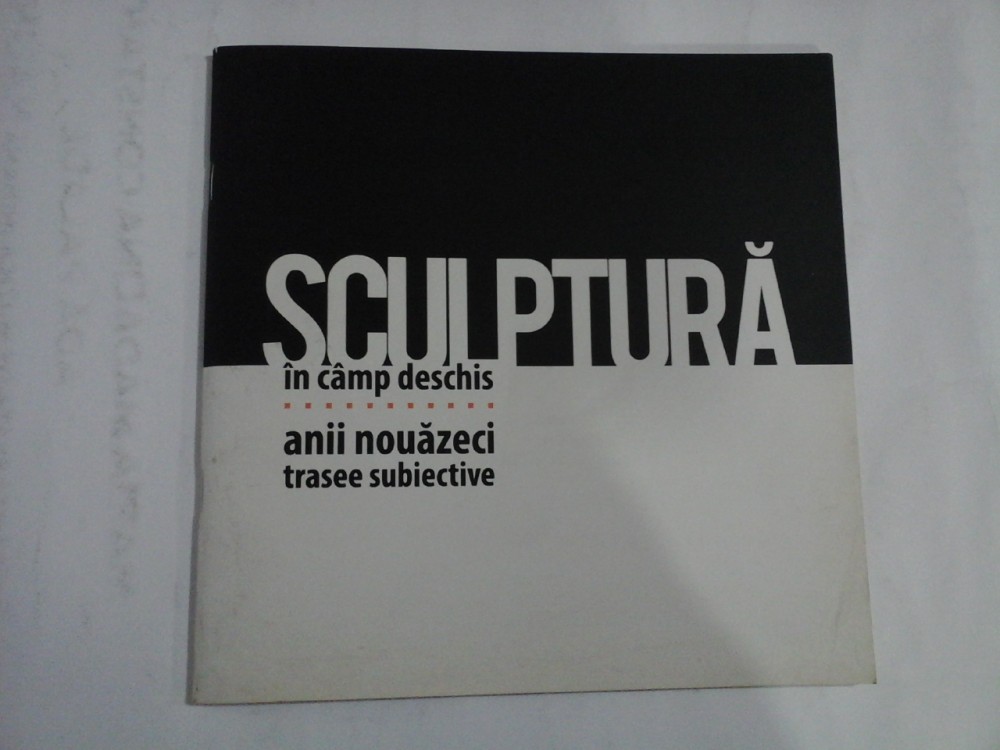 SCULPTURĂ
în câmp deschis
anii nouăzeci
trasee subiective